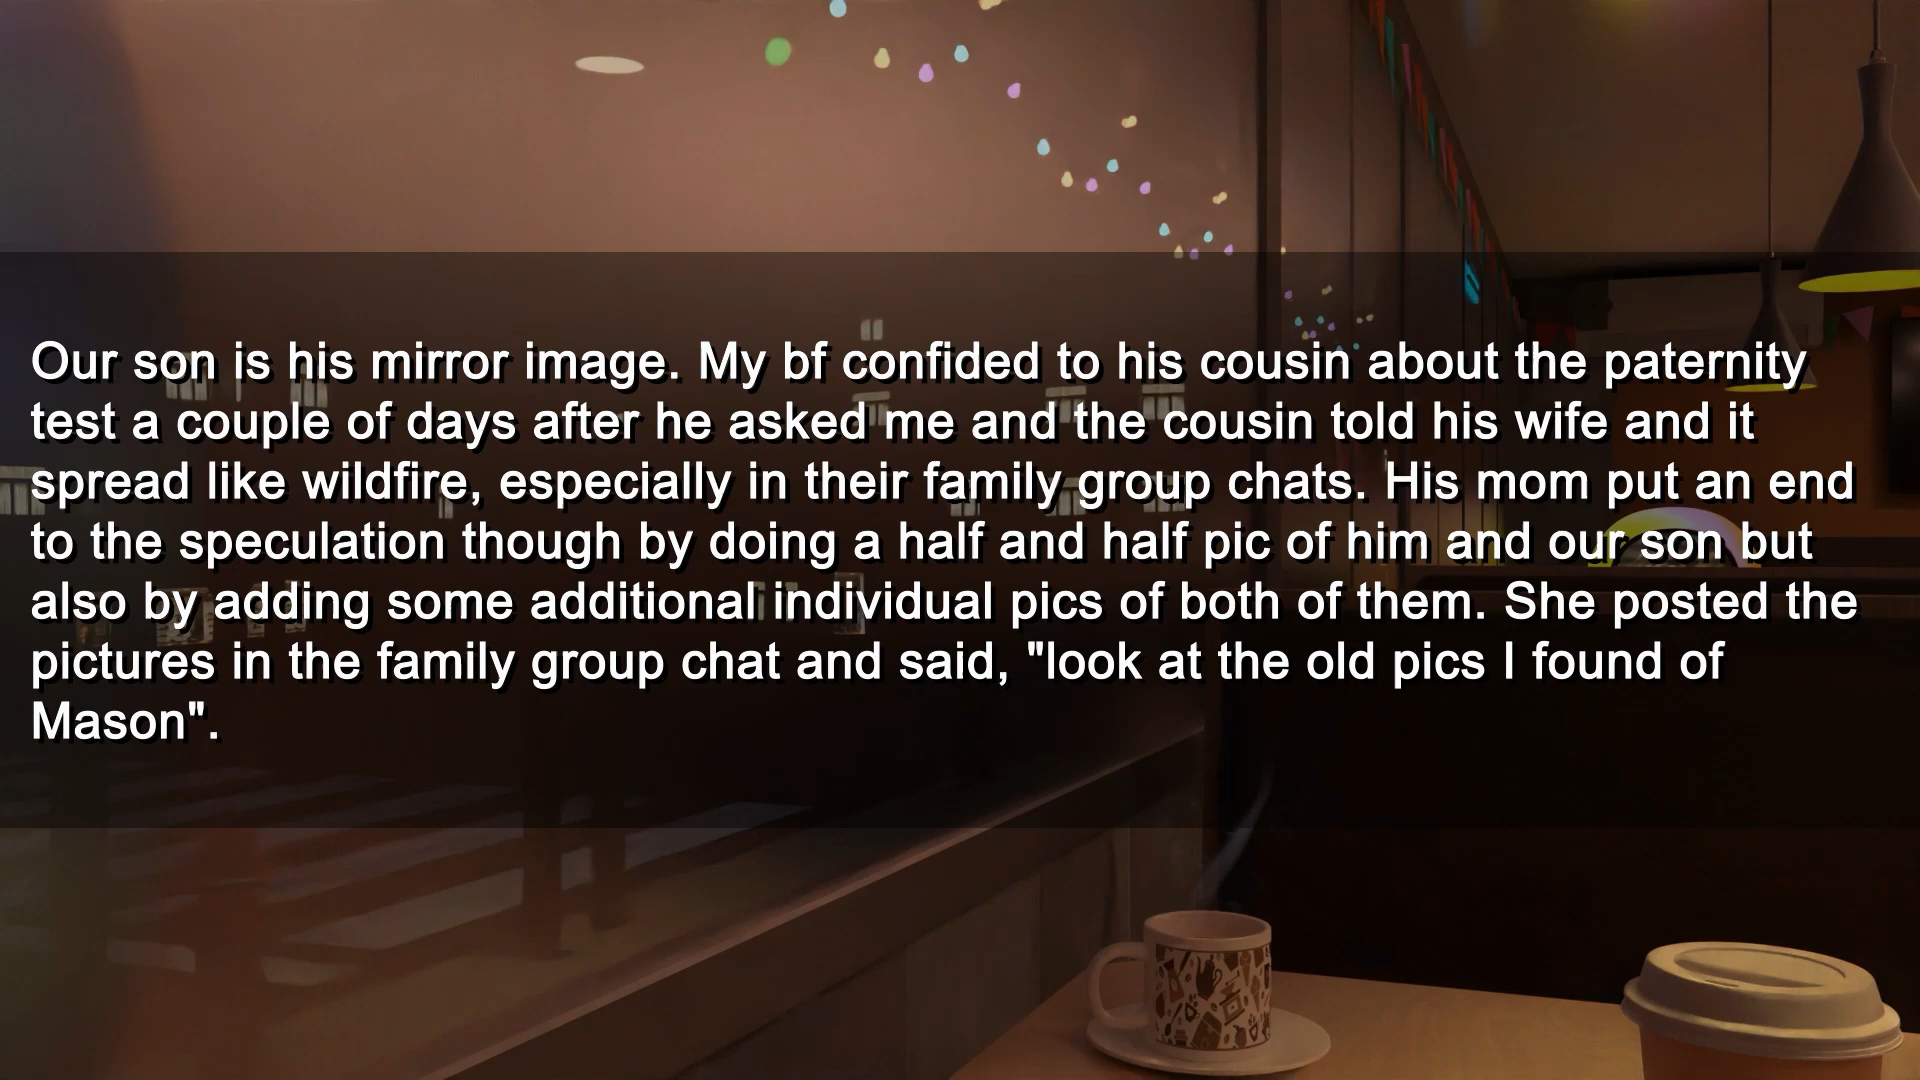 Our son is his mirror image. My bf confided to his cousin about the paternity
test a couple of days after he asked me and the cousin told his wife and it
spread like wildfire, especially in their family group chats. His mom put an end
to the speculation though by doing a half and half pic of him and our son but
also by adding some additional individual pics of both of them. She posted the
pictures in the family group chat and said, "look at the old pics I found of
Mason".